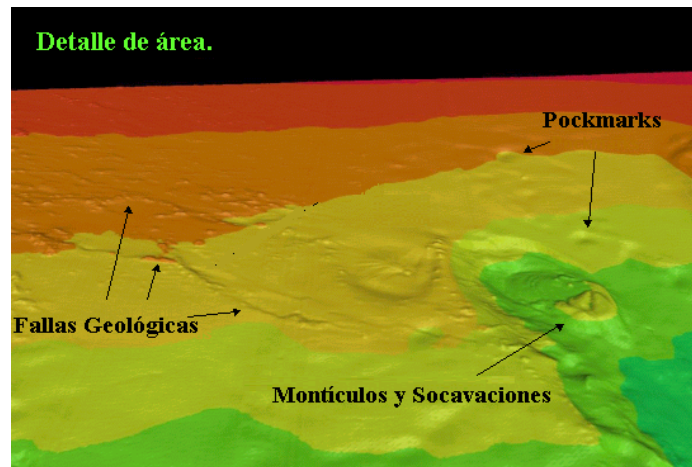 Detalle de área.
Pockmarks
Fallas Geológicas
Montículos y Socavaciones